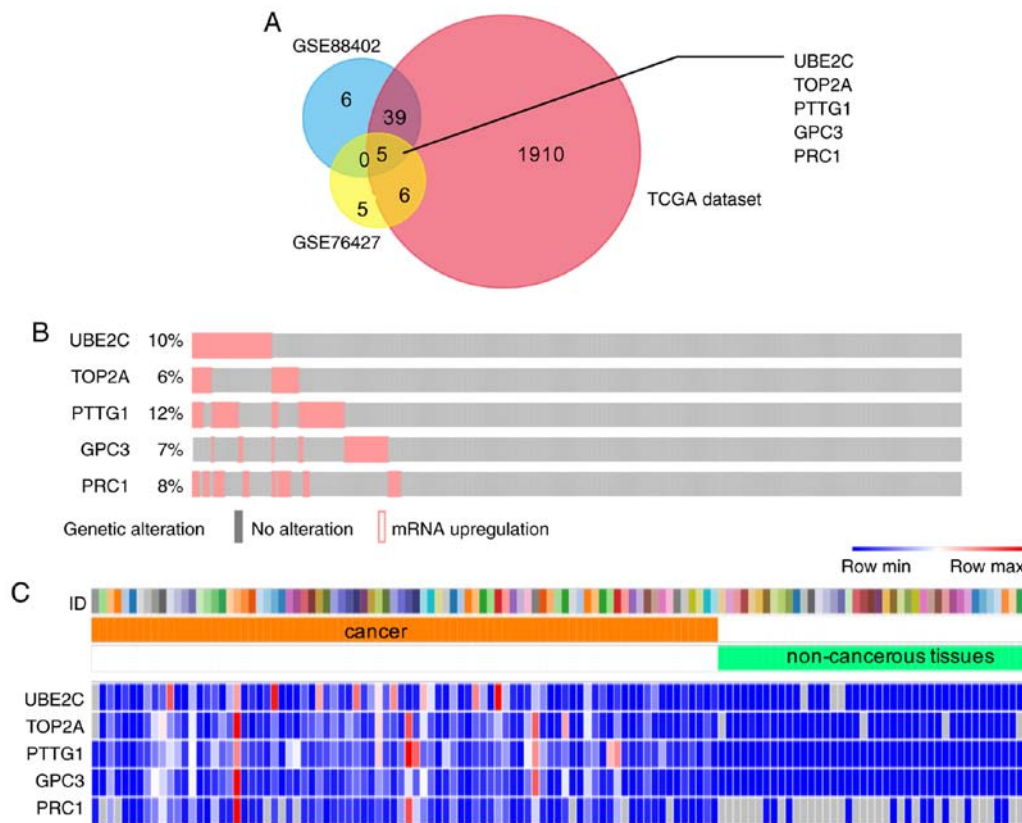 A
GSE88402
6
39
0
5
5
6
1910
GSE76427
TCGA dataset
UBE2C
TOP2A
PTTG1
GPC3
PRC1
B
UBE2C 10%
TOP2A 6%
PTTG1 12%
GPC3 7%
PRC1 8%
Genetic alteration No alteration mRNA upregulation
Row min Row max
C
ID
cancer
non-cancerous tissues
UBE2C
TOP2A
PTTG1
GPC3
PRC1